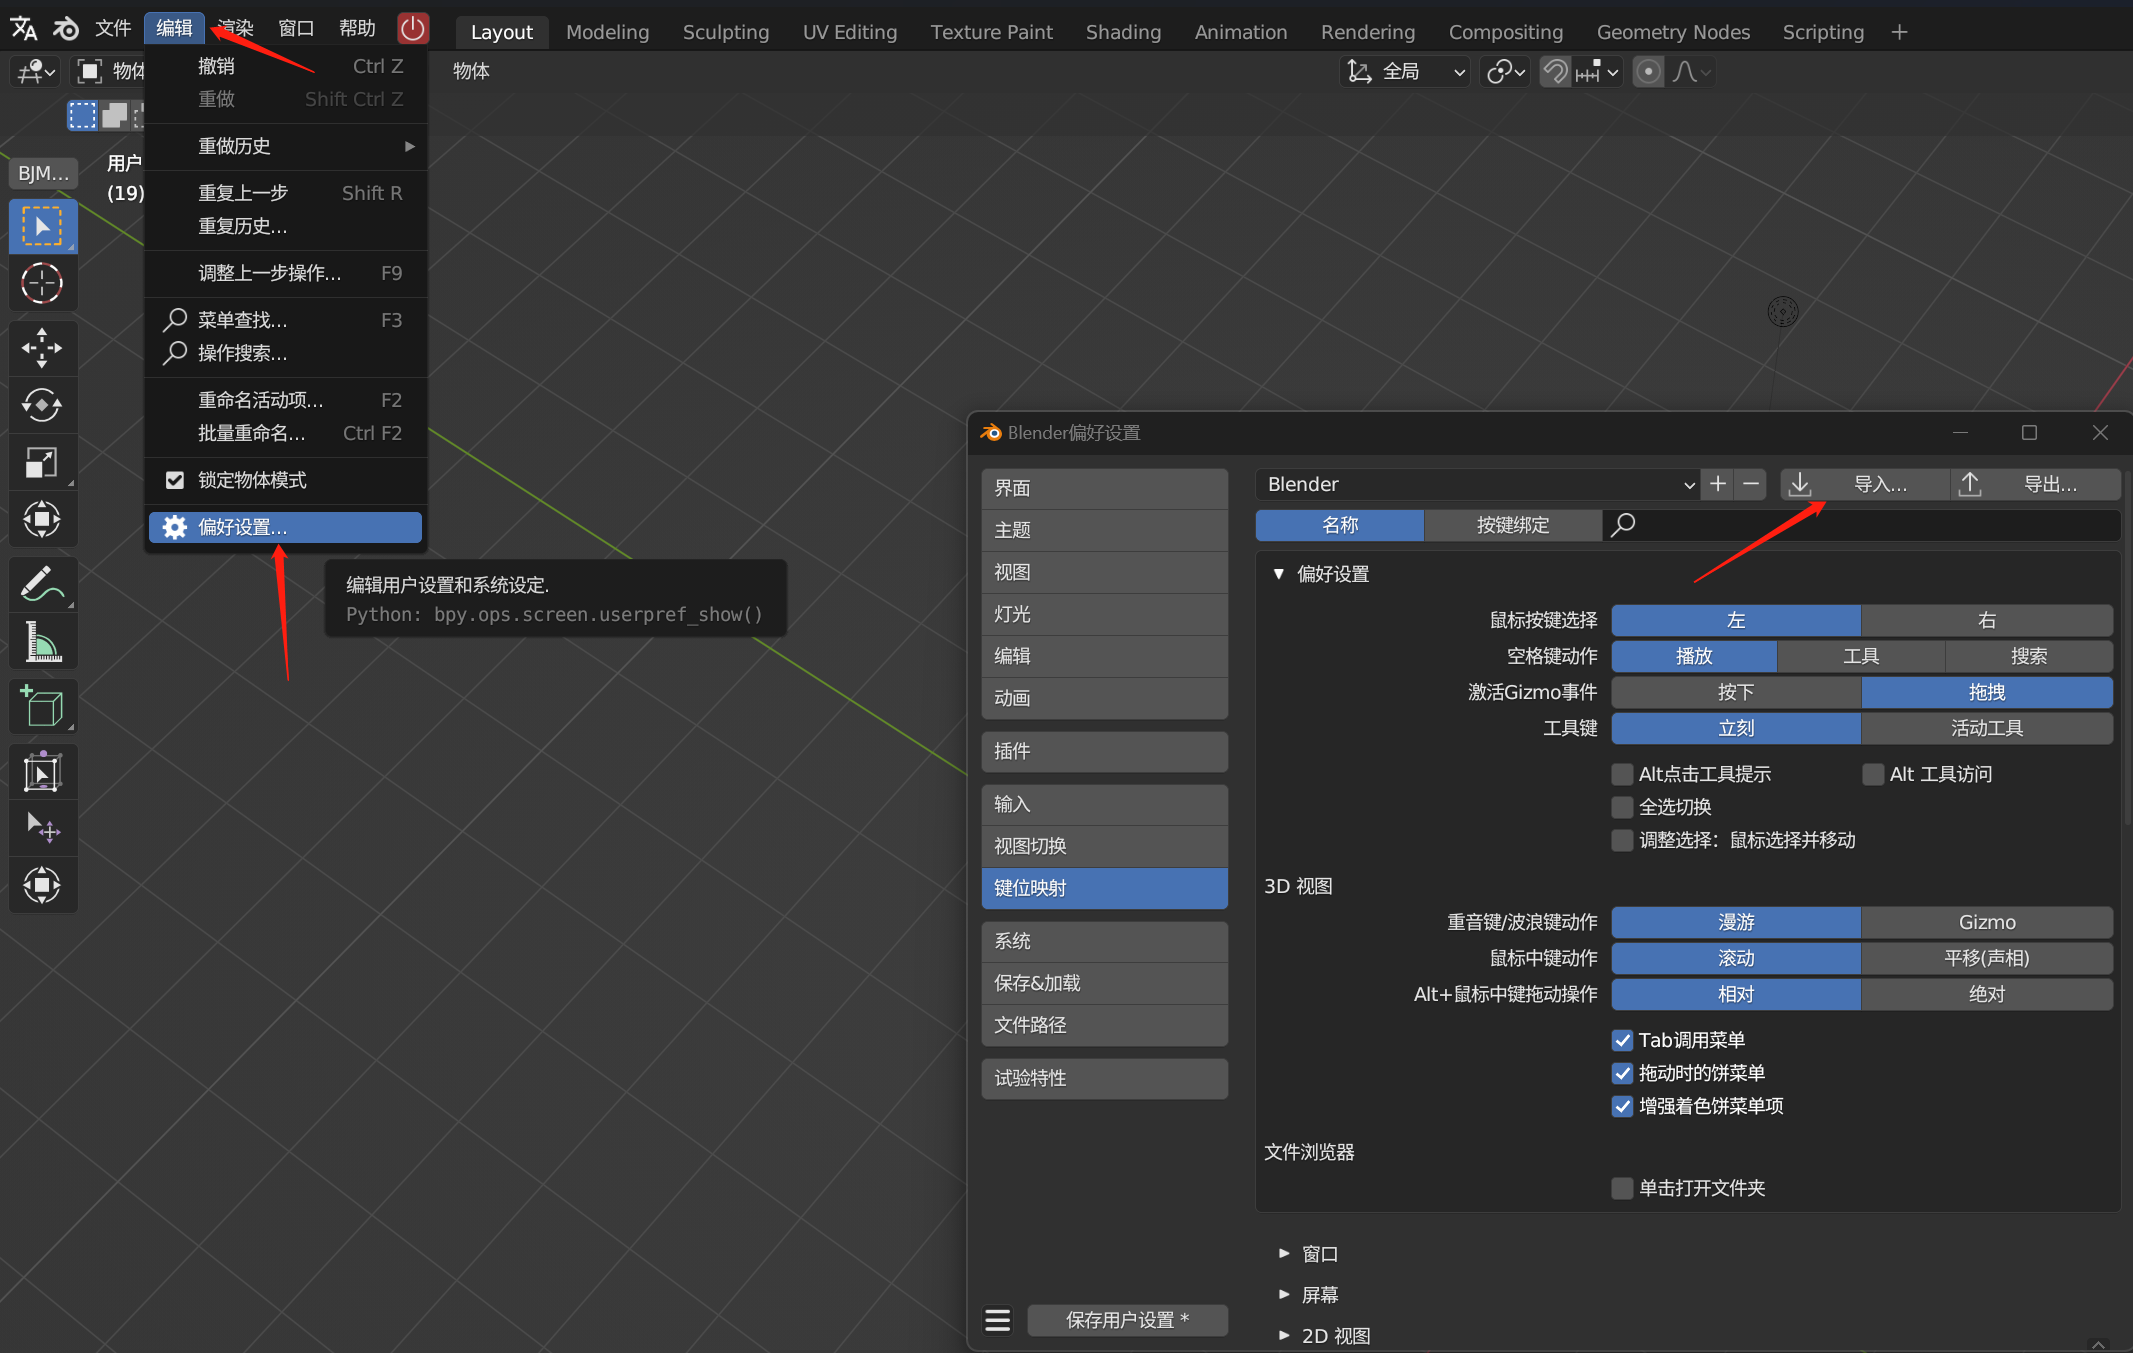 文件 编辑 渲染 窗口 帮助
Layout Modeling Sculpting UV Editing Texture Paint Shading Animation Rendering Compositing Geometry Nodes Scripting +
物体
物体
全局
BJM...
用户
(19)
撤销 Ctrl Z
重做 Shift Ctrl Z
重做历史
重复上一步 Shift R
重复历史...
调整上一步操作... F9
菜单查找... F3
操作搜索...
重命名活动项... F2
批量重命名... Ctrl F2
锁定物体模式
偏好设置...
编辑用户设置和系统设定.
Python: bpy.ops.screen.userpref_show()
Blender偏好设置
界面
主题
视图
灯光
编辑
动画
插件
输入
视图切换
键位映射
系统
保存&加载
文件路径
试验特性
保存用户设置 *
Blender
导入...
导出...
名称 按键绑定
偏好设置
鼠标按键选择 左 右
空格键动作 播放 工具 搜索
激活Gizmo事件 按下 拖拽
工具键 立刻 活动工具
Alt点击工具提示 Alt 工具访问
全选切换
调整选择：鼠标选择并移动
3D 视图
重音键/波浪键动作 漫游 Gizmo
鼠标中键动作 滚动 平移(声相)
Alt+鼠标中键拖动操作 相对 绝对
Tab调用菜单
拖动时的饼菜单
增强着色饼菜单项
文件浏览器
单击打开文件夹
窗口
屏幕
2D 视图